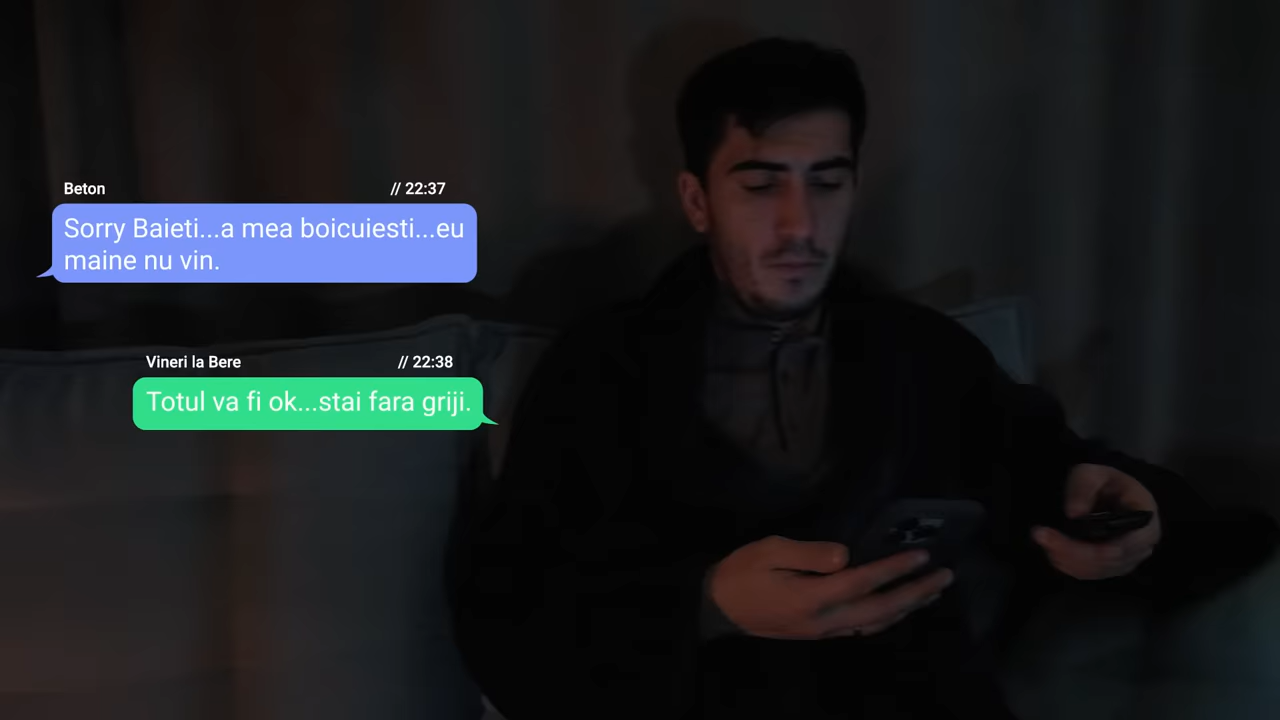 Beton // 22:37
Sorry Baieti...a mea boicuiesti...eu
maine nu vin.
Vineri la Bere // 22:38
Totul va fi ok...stai fara griji.